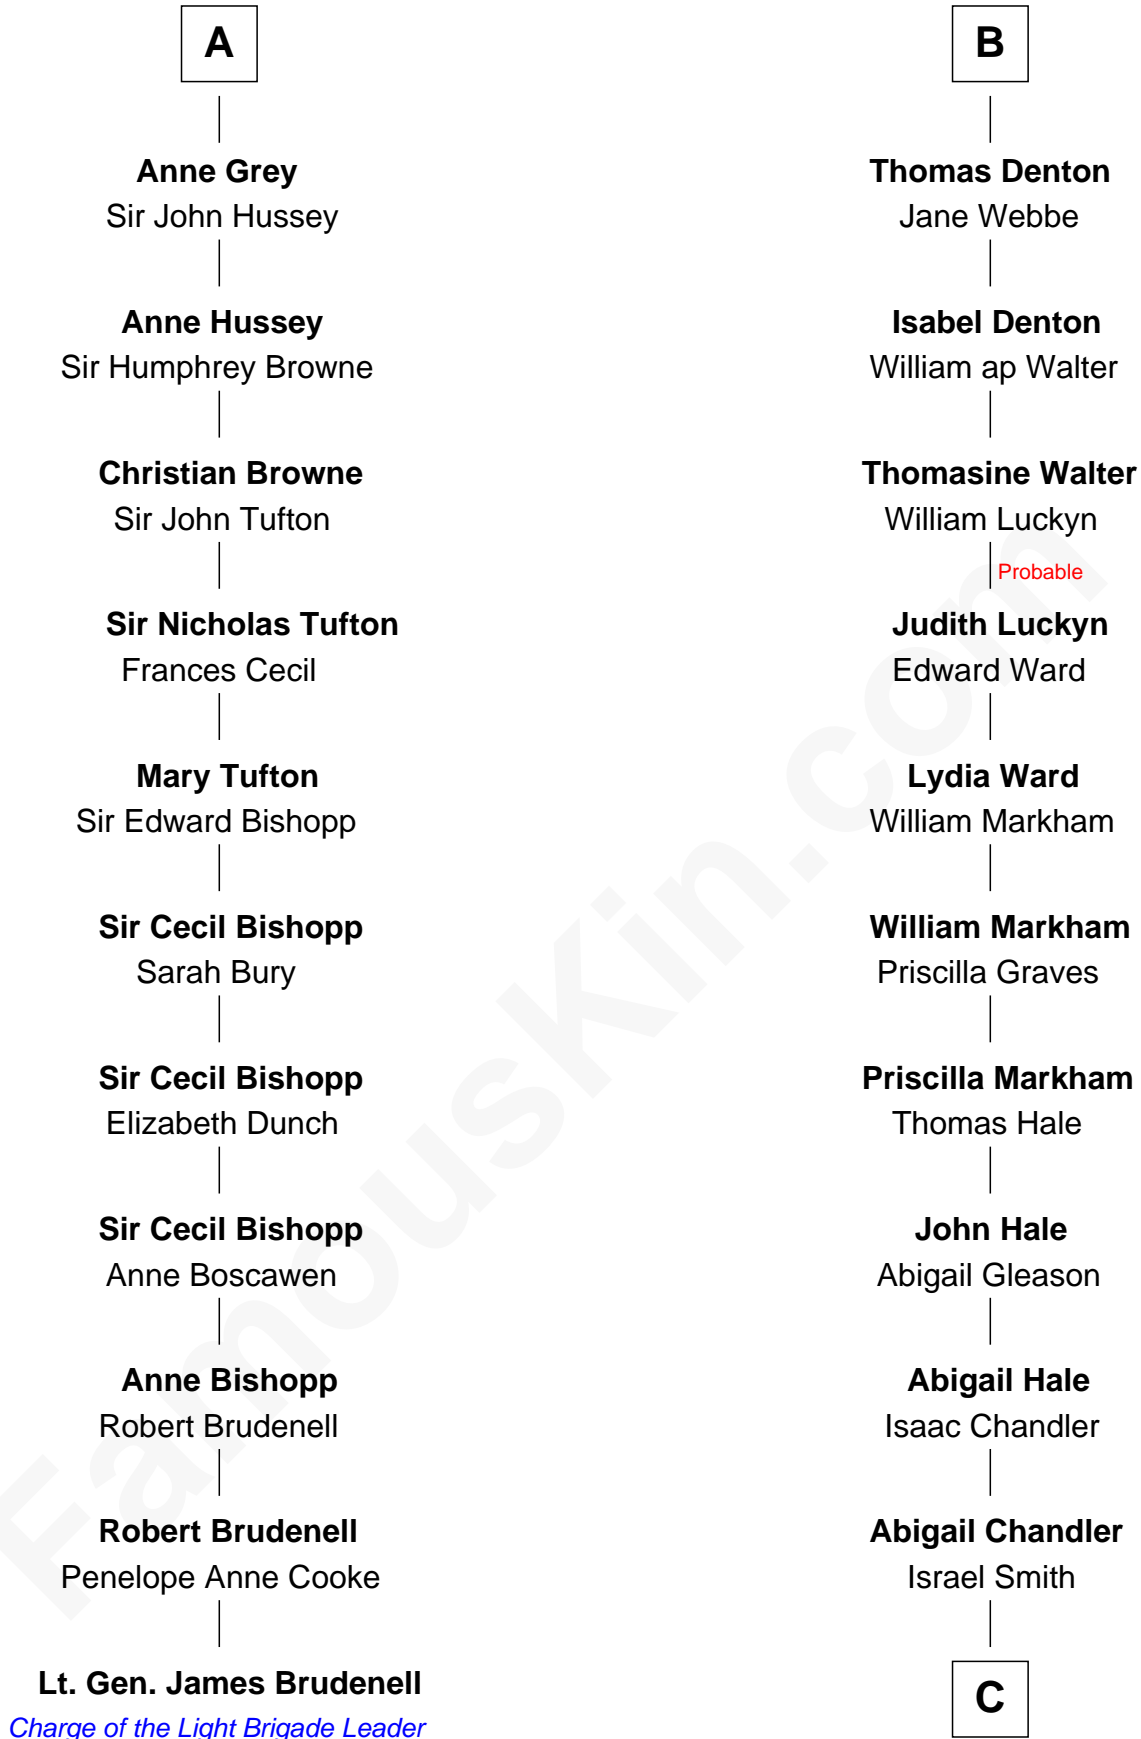 A
Anne Grey
Sir John Hussey
Anne Hussey
Sir Humphrey Browne
Christian Browne
Sir John Tufton
Sir Nicholas Tufton
Frances Cecil
Mary Tufton
Sir Edward Bishopp
Sir Cecil Bishopp
Sarah Bury
Sir Cecil Bishopp
Elizabeth Dunch
Sir Cecil Bishopp
Anne Boscawen
Anne Bishopp
Robert Brudenell
Robert Brudenell
Penelope Anne Cooke
Lt. Gen. James Brudenell
Charge of the Light Brigade Leader
B
Thomas Denton
Jane Webbe
Isabel Denton
William ap Walter
Thomasine Walter
William Luckyn
Probable
Judith Luckyn
Edward Ward
Lydia Ward
William Markham
William Markham
Priscilla Graves
Priscilla Markham
Thomas Hale
John Hale
Abigail Gleason
Abigail Hale
Isaac Chandler
Abigail Chandler
Israel Smith
C
FamousKin.com